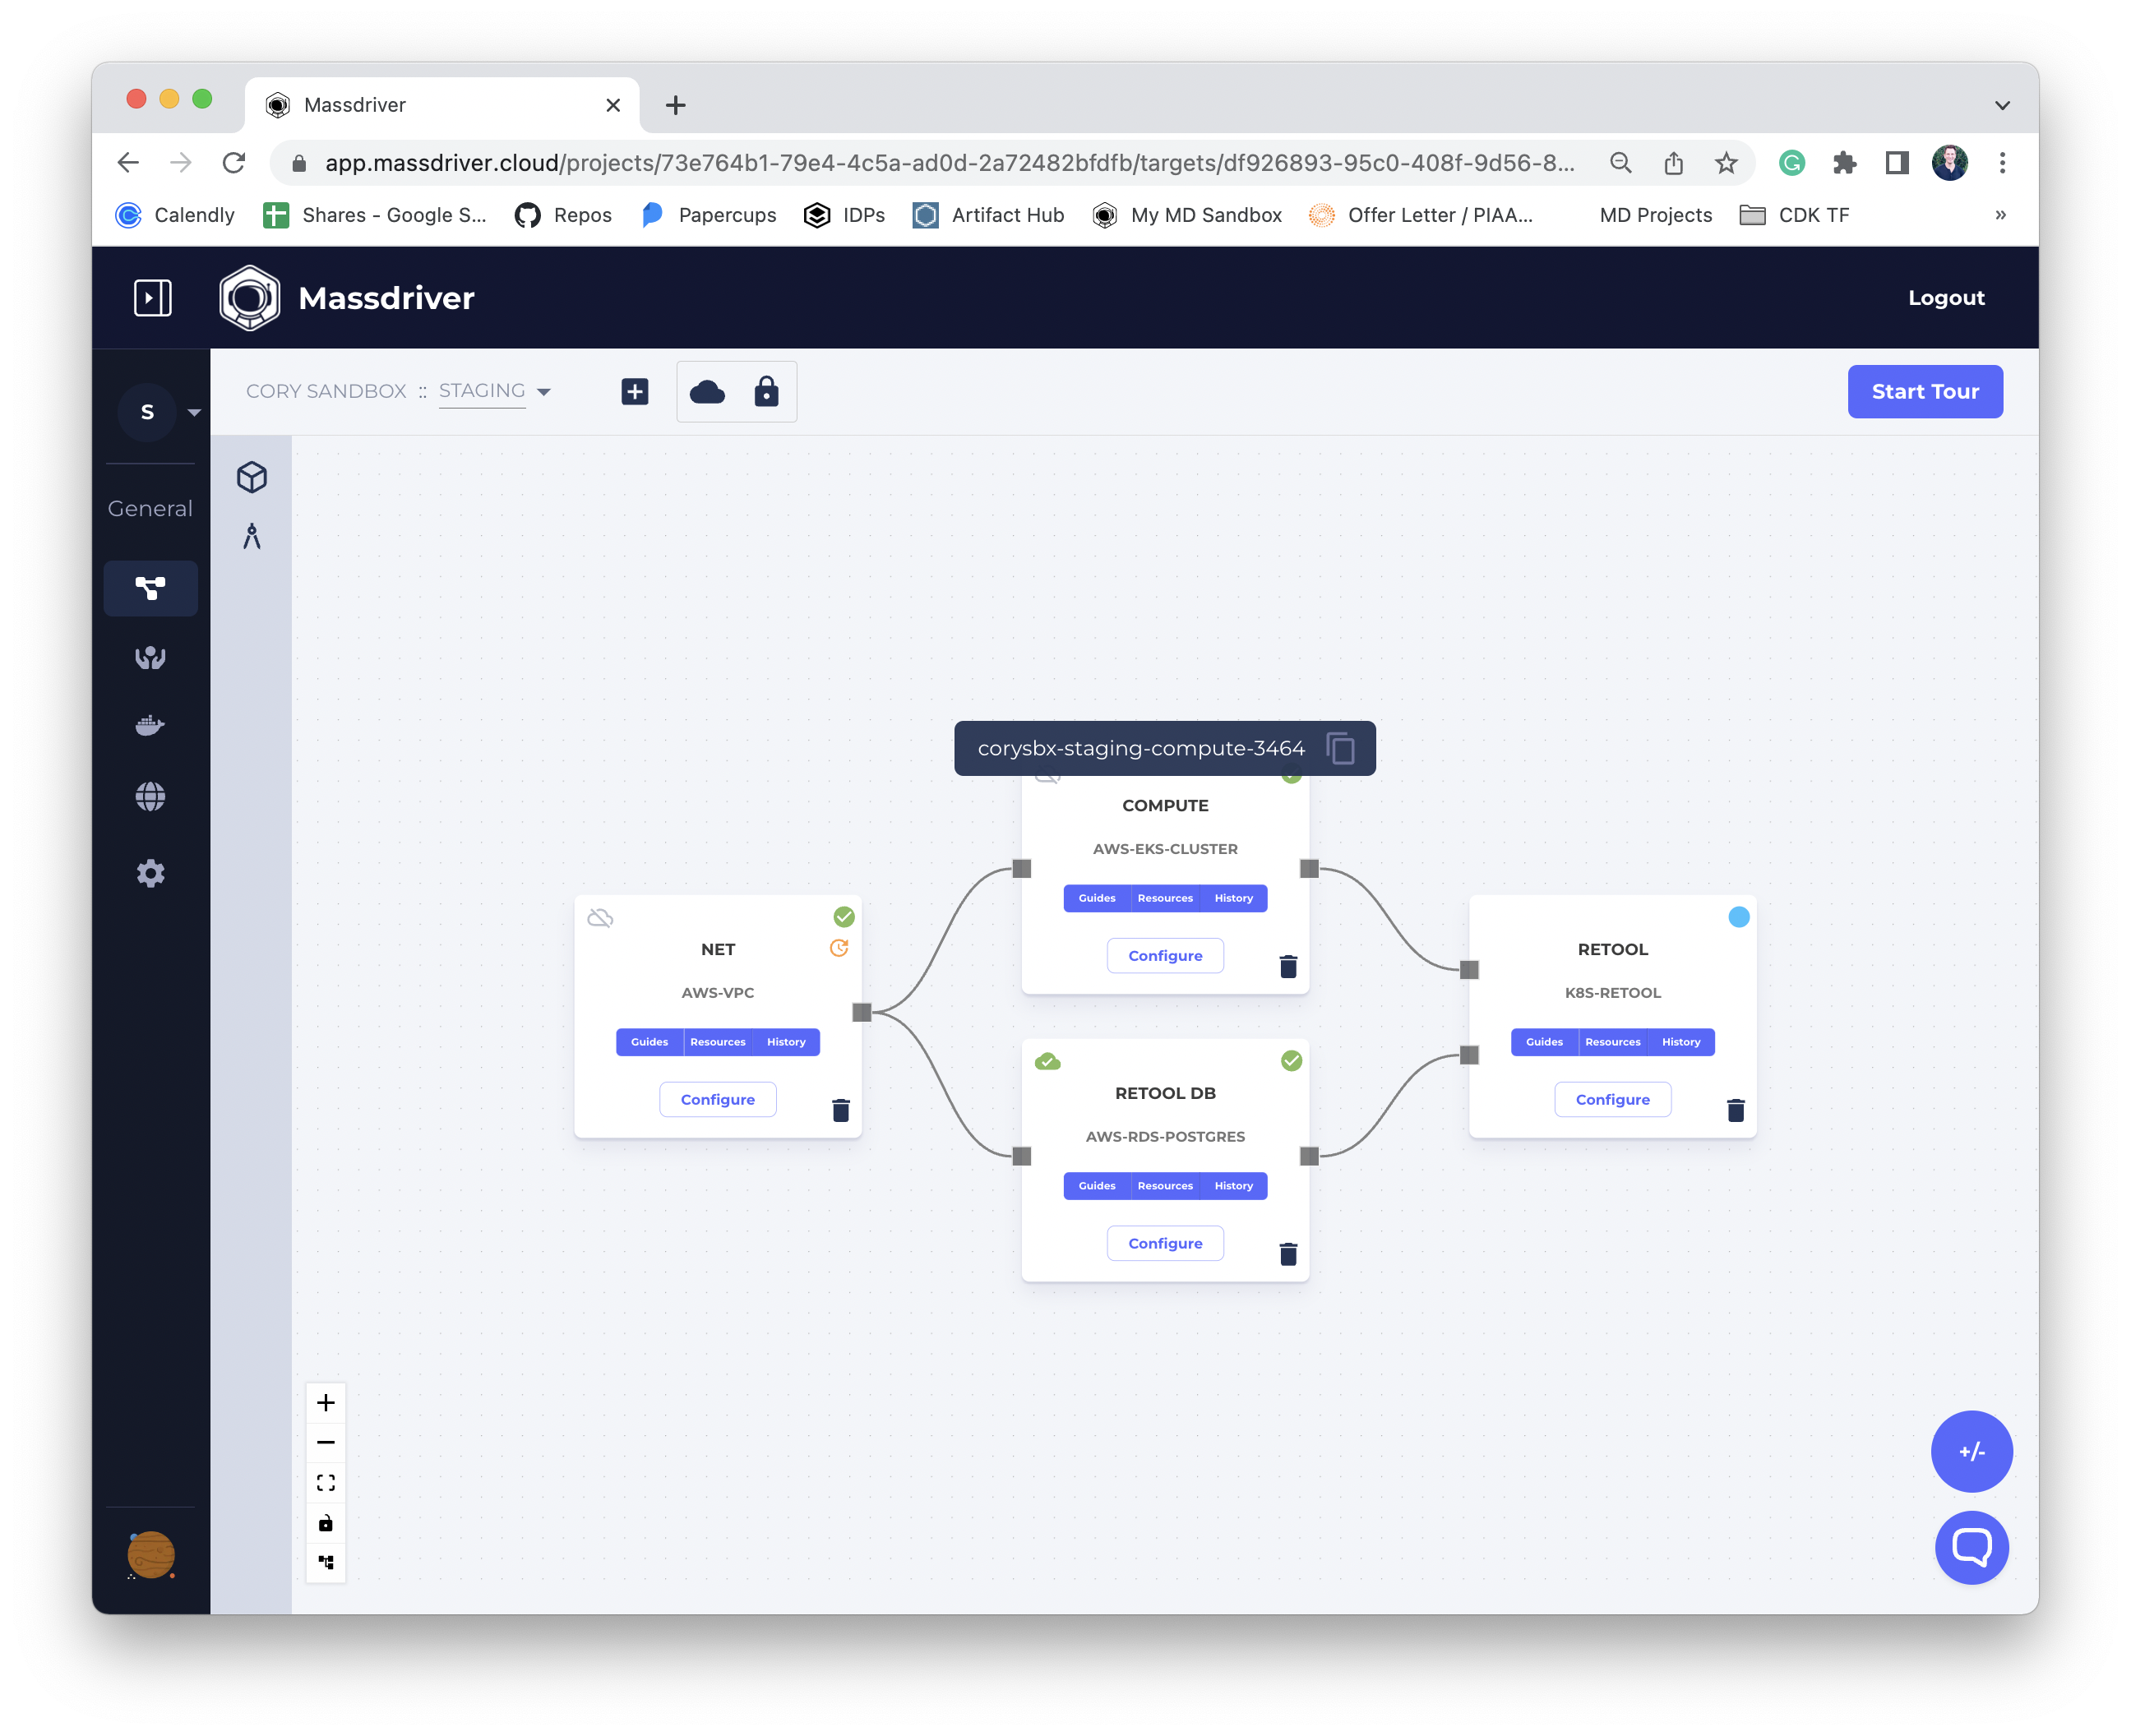 Massdriver
app.massdriver.cloud/projects/73e764b1-79e4-4c5a-ad0d-2a72482bfdfb/targets/df926893-95c0-408f-9d56-8...
Calendly
Shares - Google S...
Repos
Papercups
IDPs
Artifact Hub
My MD Sandbox
Offer Letter / PIAA...
MD Projects
CDK TF
»
Massdriver
Logout
S
CORY SANDBOX :: STAGING
Start Tour
General
corysbx-staging-compute-3464
COMPUTE
AWS-EKS-CLUSTER
Guides Resources History
Configure
NET
AWS-VPC
Guides Resources History
Configure
RETOOL DB
AWS-RDS-POSTGRES
Guides Resources History
Configure
RETOOL
K8S-RETOOL
Guides Resources History
Configure
+/-